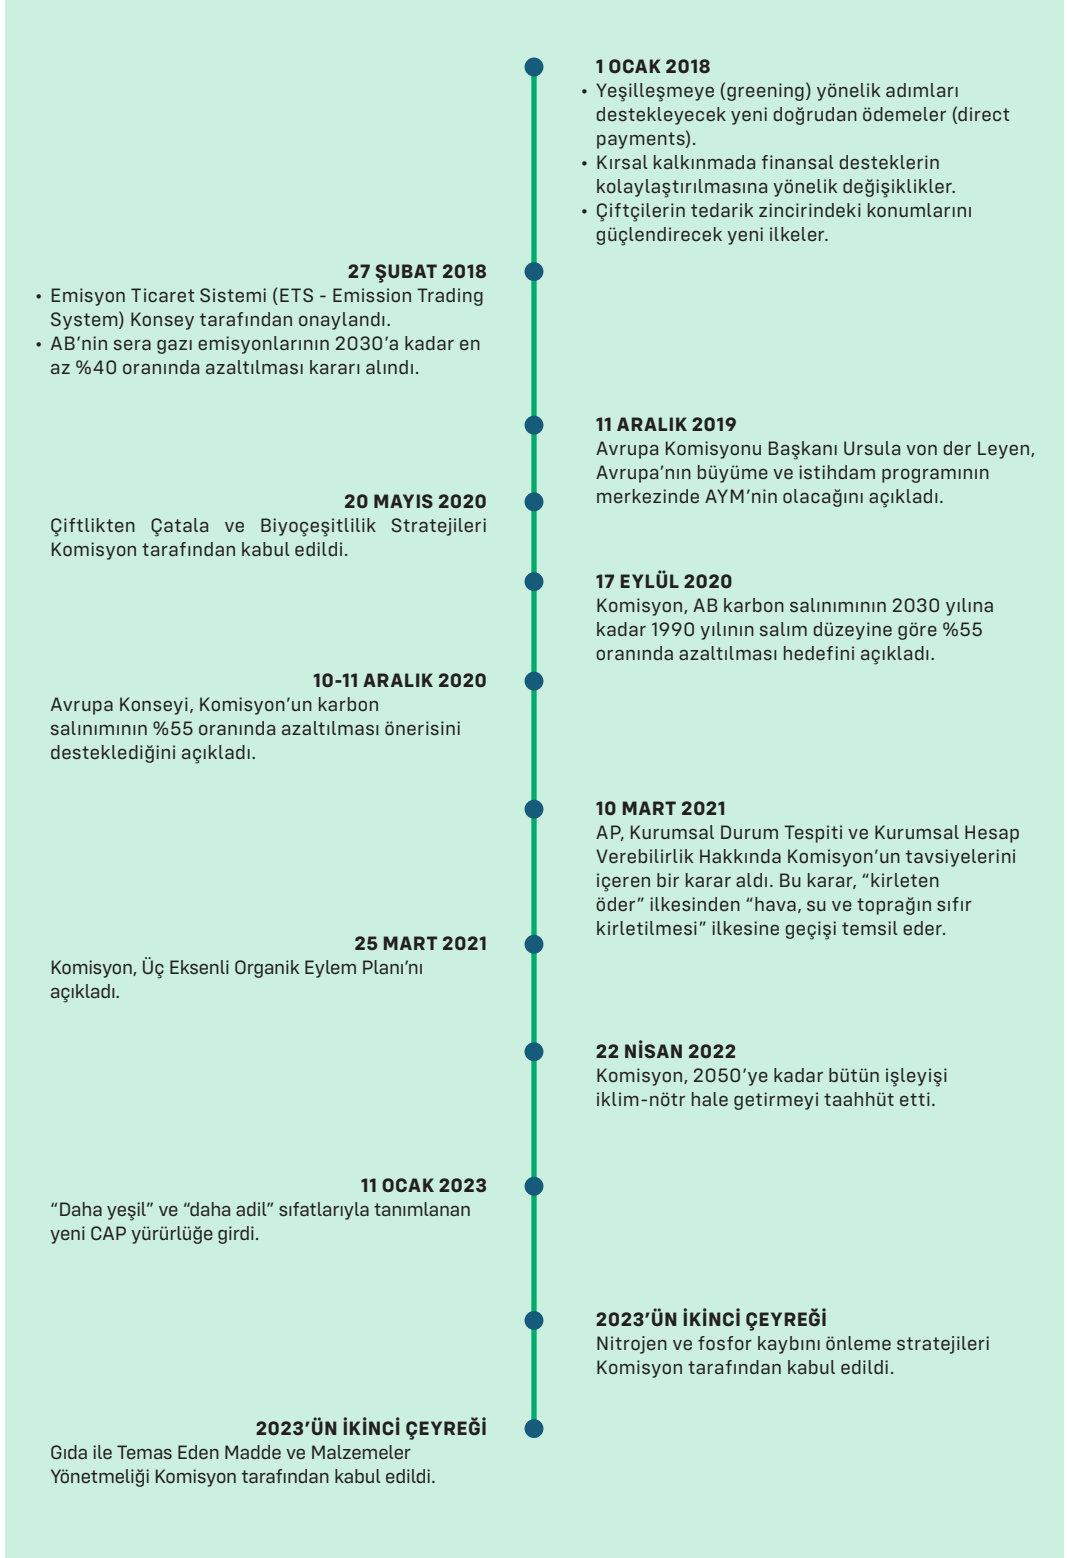 1 OCAK 2018
• Yeşilleşmeye (greening) yönelik adımları
destekleyecek yeni doğrudan ödemeler (direct
payments).
• Kırsal kalkınmada finansal desteklerin
kolaylaştırılmasına yönelik değişiklikler.
• Çiftçilerin tedarik zincirindeki konumlarını
güçlendirecek yeni ilkeler.
27 ŞUBAT 2018
• Emisyon Ticaret Sistemi (ETS - Emission Trading
System) Konsey tarafından onaylandı.
• AB’nin sera gazı emisyonlarının 2030’a kadar en
az %40 oranında azaltılması kararı alındı.
11 ARALIK 2019
Avrupa Komisyonu Başkanı Ursula von der Leyen,
Avrupa’nın büyüme ve istihdam programının
merkezinde AYM’nin olacağını açıkladı.
20 MAYIS 2020
Çiftlikten Çatala ve Biyoçeşitlilik Stratejileri
Komisyon tarafından kabul edildi.
17 EYLÜL 2020
Komisyon, AB karbon salınımının 2030 yılına
kadar 1990 yılının salım düzeyine göre %55
oranında azaltılması hedefini açıkladı.
10-11 ARALIK 2020
Avrupa Konseyi, Komisyon’un karbon
salınımının %55 oranında azaltılması önerisini
desteklediğini açıkladı.
10 MART 2021
AP, Kurumsal Durum Tespiti ve Kurumsal Hesap
Verebilirlik Hakkında Komisyon’un tavsiyelerini
içeren bir karar aldı. Bu karar, “kirleten
öder” ilkesinden “hava, su ve toprağın sıfır
kirletilmesi” ilkesine geçişi temsil eder.
25 MART 2021
Komisyon, Üç Eksenli Organik Eylem Planı’nı
açıkladı.
22 NİSAN 2022
Komisyon, 2050’ye kadar bütün işleyişi
iklim-nötr hale getirmeyi taahhüt etti.
11 OCAK 2023
“Daha yeşil” ve “daha adil” sıfatlarıyla tanımlanan
yeni CAP yürürlüğe girdi.
2023’ÜN İKİNCİ ÇEYREĞİ
Nitrojen ve fosfor kaybını önleme stratejileri
Komisyon tarafından kabul edildi.
2023’ÜN İKİNCİ ÇEYREĞİ
Gıda ile Temas Eden Madde ve Malzemeler
Yönetmeliği Komisyon tarafından kabul edildi.